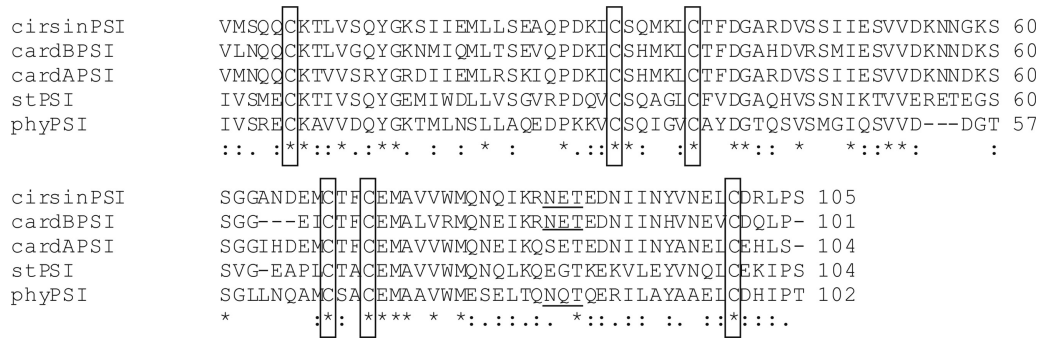 cirsinPSI VMSQQCKTLVSQYGKSIIEMLLSEAQPDKICSQMKLCTFDGARDVSSIIESVVDKNNGKS 60
cardBPSI VLNQQCKTLVGQYGKNMIQMLTSEVQPDKICSHMKLCTFDGAHDVRSMIESVVDKNNDKS 60
cardAPSI VMNQQCKTVVSRYGRDIIEMLRSKIQPDKICSHMKLCTFDGARDVSSIIESVVDKNNDKS 60
stPSI IVSMECKTIVSQYGEMIWDLLVSGVRPDQVCSQAGLCFVDGAQHVSSNIKTVVERETEGS 60
phyPSI IVSRECKAVVDQYGKTMLNSLLAQEDPKKVCSQIGVCAYDGTQSVSMGIQSVVD---DGT 57
::. :**::*.:**. : : * : *.::**: :* **:: * *::**: :
cirsinPSI SGGANDEMCTFCEMAVVWMQNQIKRNETEDNIINYVNELCDRLPS 105
cardBPSI SGG---EICTFCEMALVRMQNEIKRNETEDNIINHVNEVCDQLP- 101
cardAPSI SGGIHDEMCTFCEMAVVWMQNEIKQSETEDNIINYANELCEHLS- 104
stPSI SVG-EAPLCTACEMAVVWMQNQLKQEGTKEKVLEYVNQLCEKIPS 104
phyPSI SGLLNQAMCSACEMAAVWMESELTQNQTQERILAYAAELCDHIPT 102
* :*: **** * *:.::.:. *:.:: :. :*::.